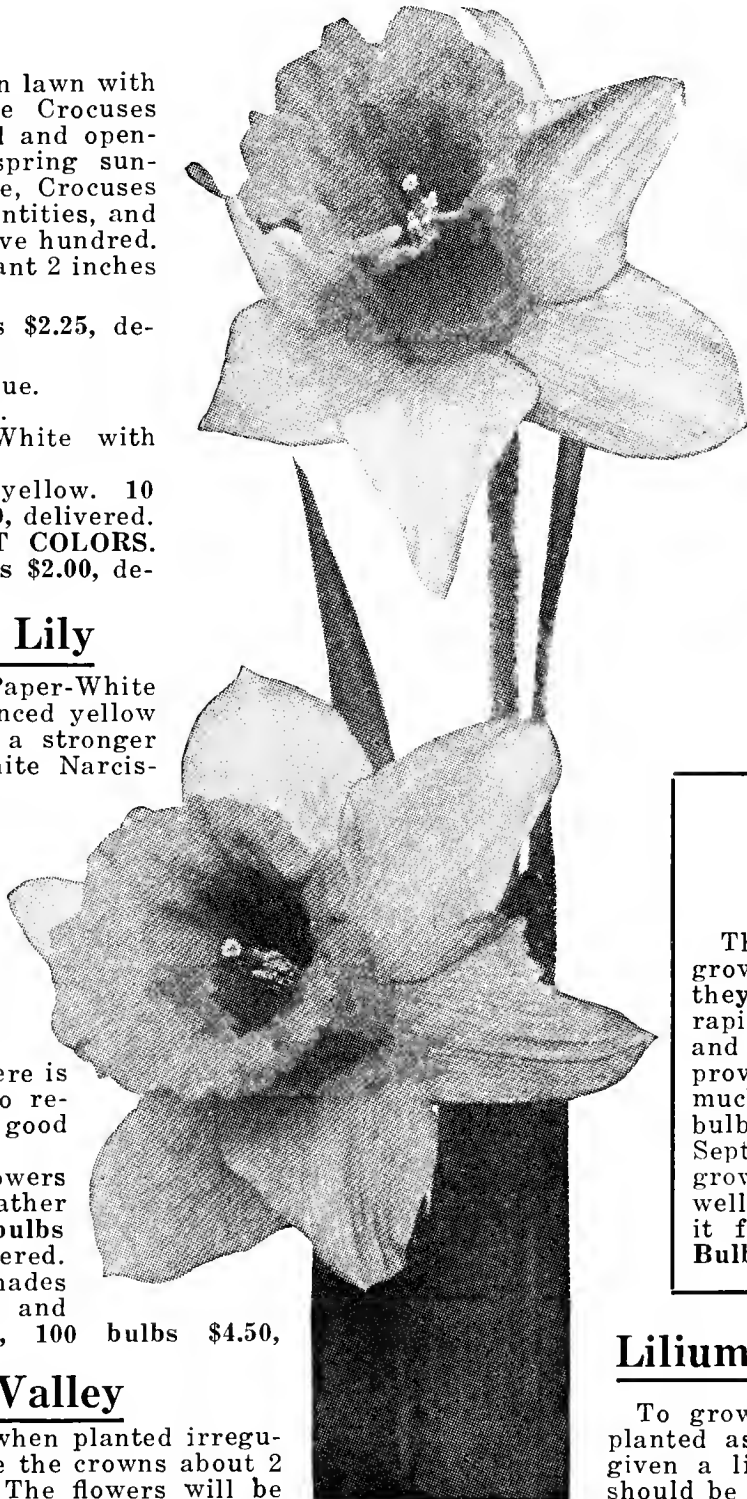 n lawn with
e Crocuses
and open-
spring sun-
e, Crocuses
ntities, and
ve hundred.
ant 2 inches
s $2.25, de-
ue.
White with
yellow. 10
, delivered.
T COLORS.
s $2.00, de-
Lily
Paper-White
nced yellow
a stronger
ite Narcis-
ere is
o re-
good
owers
ather
bulbs
ered.
hades
and
, 100 bulbs $4.50,
Valley
when planted irregu-
e the crowns about 2
The flowers will be
Th
grow
they
rapi
and
prov
much
bulb
Sept
grow
well
it f
Bulb
Lilium
To grow
planted as
given a li
should be